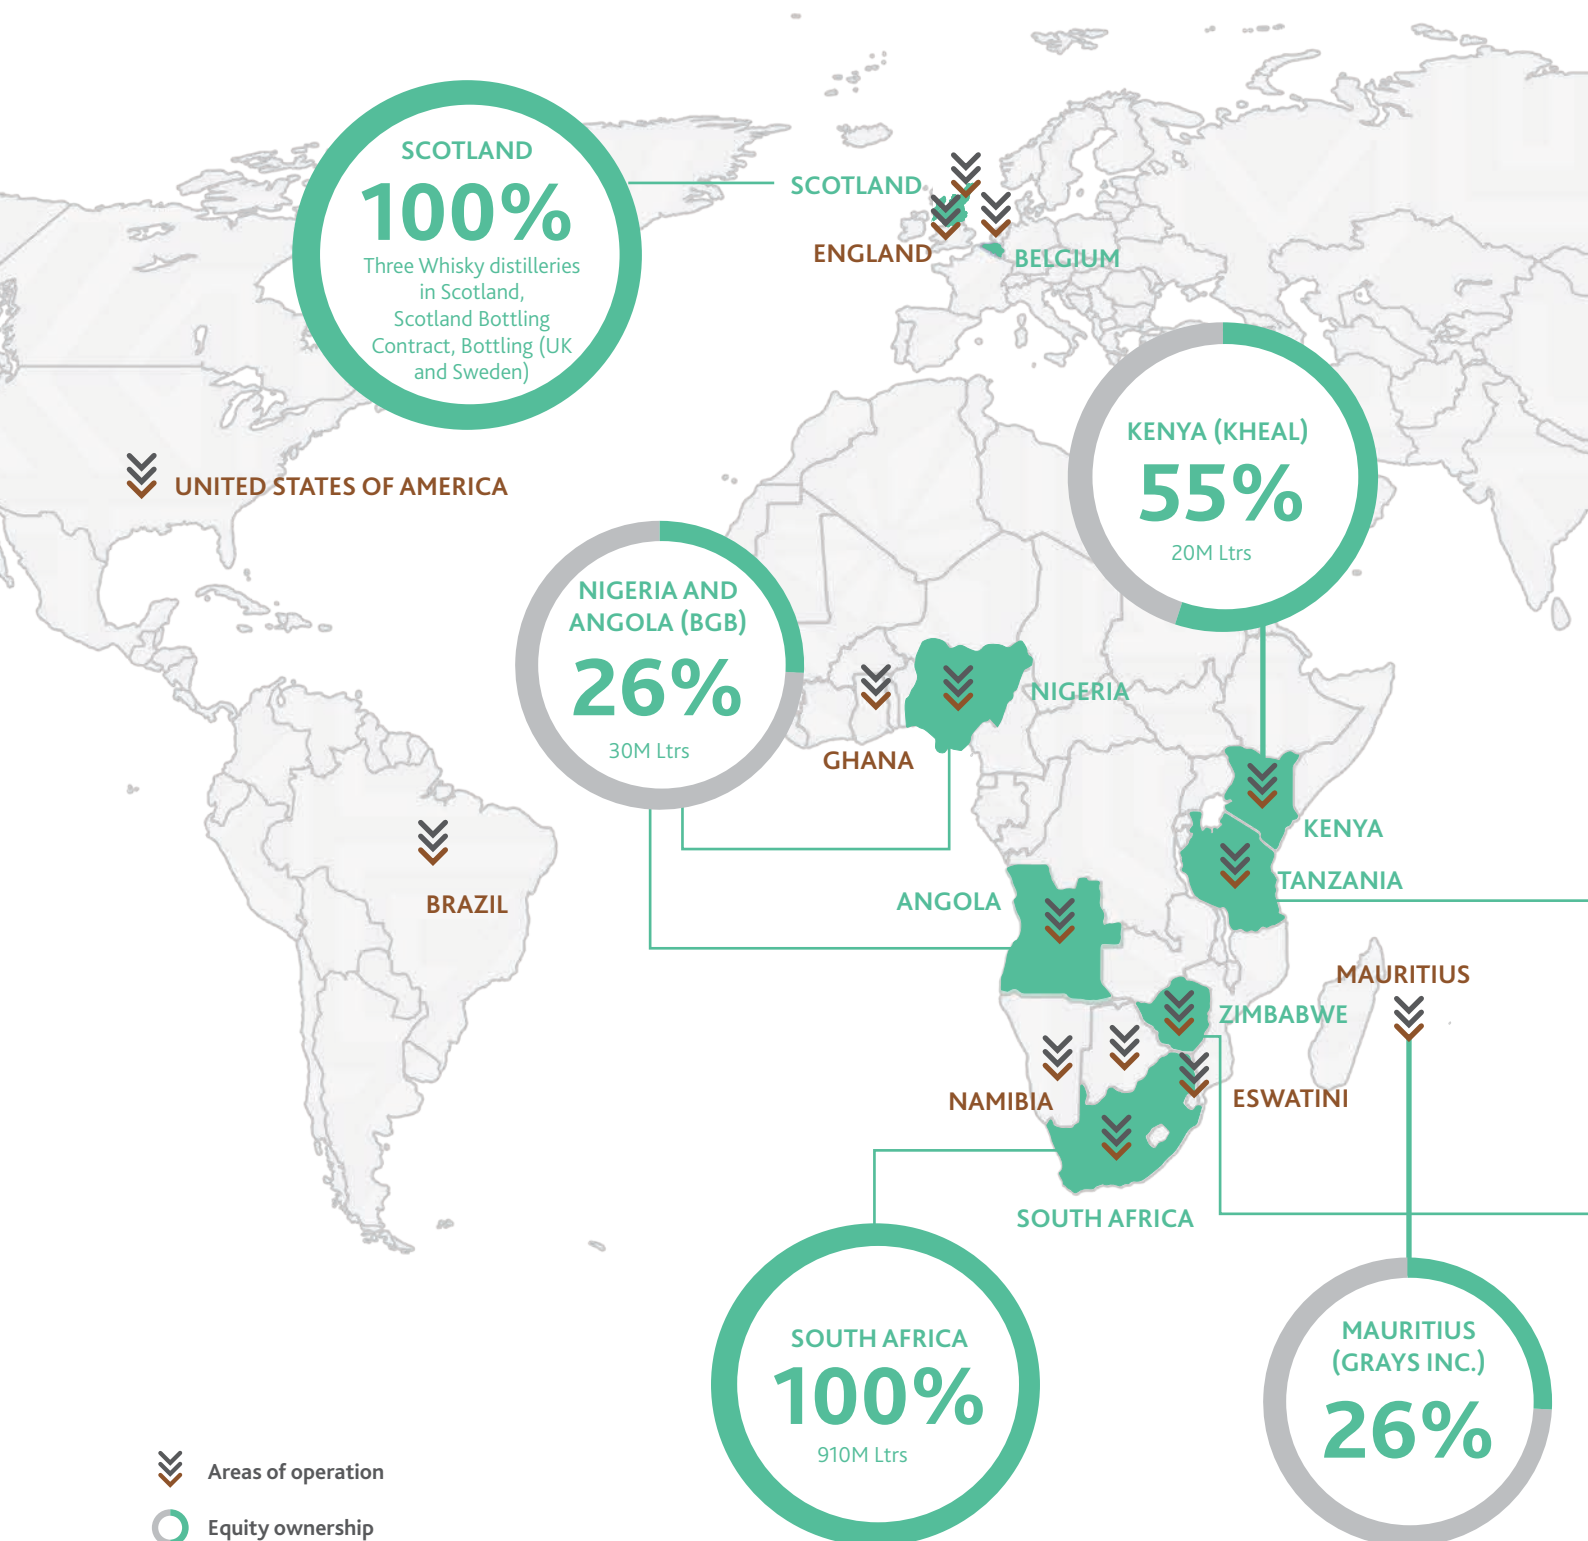 SCOTLAND
100%
Three Whisky distilleries
in Scotland,
Scotland Bottling
Contract, Bottling (UK
and Sweden)
SCOTLAND
ENGLAND
BELGIUM
UNITED STATES OF AMERICA
KENYA (KHEAL)
55%
20M Ltrs
NIGERIA AND
ANGOLA (BGB)
26%
30M Ltrs
NIGERIA
GHANA
KENYA
TANZANIA
BRAZIL
ANGOLA
MAURITIUS
ZIMBABWE
NAMIBIA
ESWATINI
SOUTH AFRICA
SOUTH AFRICA
100%
910M Ltrs
MAURITIUS
(GRAYS INC.)
26%
Areas of operation
Equity ownership